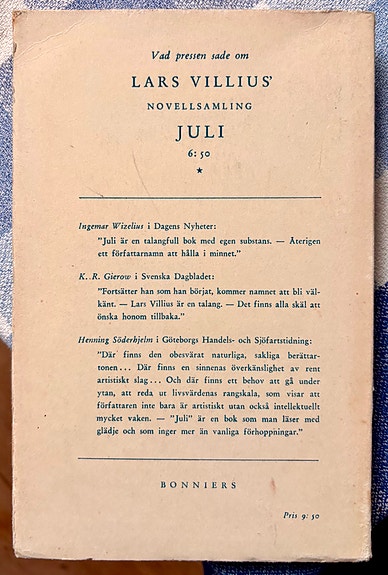 Vad pressen sade om
LARS VILLIUS'
NOVELLSAMLING
JULI
6: 50
★
Ingemar Wizelius i Dagens Nyheter:
"Juli är en talangfull bok med egen substans. — Återigen
ett författarnamn att hålla i minnet."
K. R. Gierow i Svenska Dagbladet:
"Fortsätter han som han börjat, kommer namnet att bli väl-
känt. — Lars Villius är en talang. — Det finns alla skäl att
önska honom tillbaka."
Henning Söderhjelm i Göteborgs Handels- och Sjöfartstidning:
"Där finns den obesvärat naturliga, sakliga berättar-
tonen... Där finns en sinnenas överkänslighet av rent
artistiskt slag... Och där finns ett behov att gå under
ytan, att reda ut livsvärdenas rangskala, som visar att
författaren inte bara är artistiskt utan också intellektuellt
mycket vaken. — "Juli" är en bok som man läser med
glädje och som inger mer än vanliga förhoppningar."
BONNIERS
Pris 9: 50